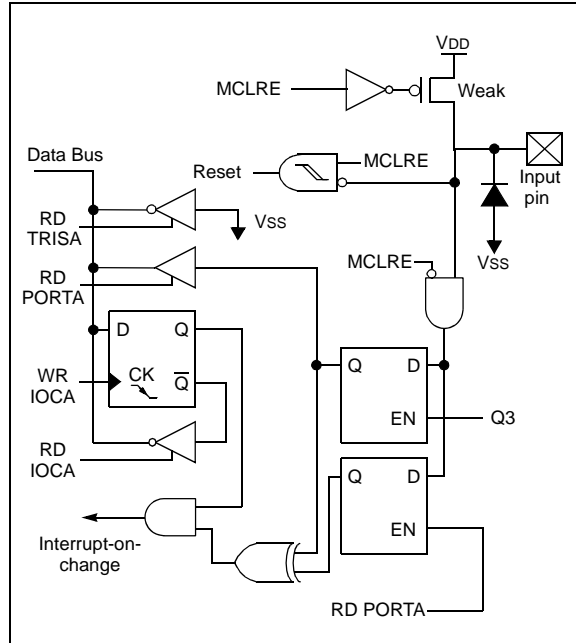 VDD
MCLRE
Weak
Data Bus
MCLRE
Reset
Input
pin
RD
TRISA
VSS
VSS
MCLRE
RD
PORTA
D
Q
Q
D
WR
IOCA
CK
Q̅
EN
Q3
RD
IOCA
Q
D
EN
Interrupt-on-
change
RD PORTA